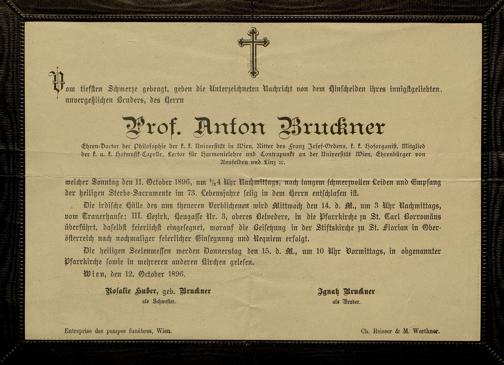 Vom tiefsten Schmerze gebeugt, geben die Unterzeichneten Nachricht von dem Hinscheiden ihres innigstgeliebten,
unvergeßlichen Bruders, des Herrn
Prof. Anton Bruckner
Ehren-Doctor der Philosophie der k. k. Universität in Wien, Ritter des Franz Josef-Ordens, k. k. Hoforganist, Mitglied
der k. u. k. Hofmusik-Capelle, Lector für Harmonielehre und Contrapunkt an der Universität Wien, Ehrenbürger von
Ansfelden und Linz ꝛc.
welcher Sonntag den 11. October 1896, um ¼4 Uhr Nachmittags, nach langem schmerzvollen Leiden und Empfang
der heiligen Sterbe-Sacramente im 73. Lebensjahre selig in dem Herrn entschlafen ist.
Die irdische Hülle des uns theueren Verblichenen wird Mittwoch den 14. d. M., um 3 Uhr Nachmittags,
vom Trauerhause: III. Bezirk, Heugasse Nr. 3, oberes Belvedere, in die Pfarrkirche zu St. Carl Borromäus
überführt, daselbst feierlichst eingesegnet, worauf die Beisetzung in der Stiftskirche zu St. Florian in Ober-
österreich nach nochmaliger feierlicher Einsegnung und Requiem erfolgt.
Die heiligen Seelenmessen werden Donnerstag den 15. d. M., um 10 Uhr Vormittags, in obgenannter
Pfarrkirche sowie in mehreren anderen Kirchen gelesen.
Wien, den 12. October 1896.
Rosalie Huber, geb. Bruckner
als Schwester.
Ignaz Bruckner
als Bruder.
Entreprise des pompes funèbres, Wien.
Ch. Reisser & M. Werthner.